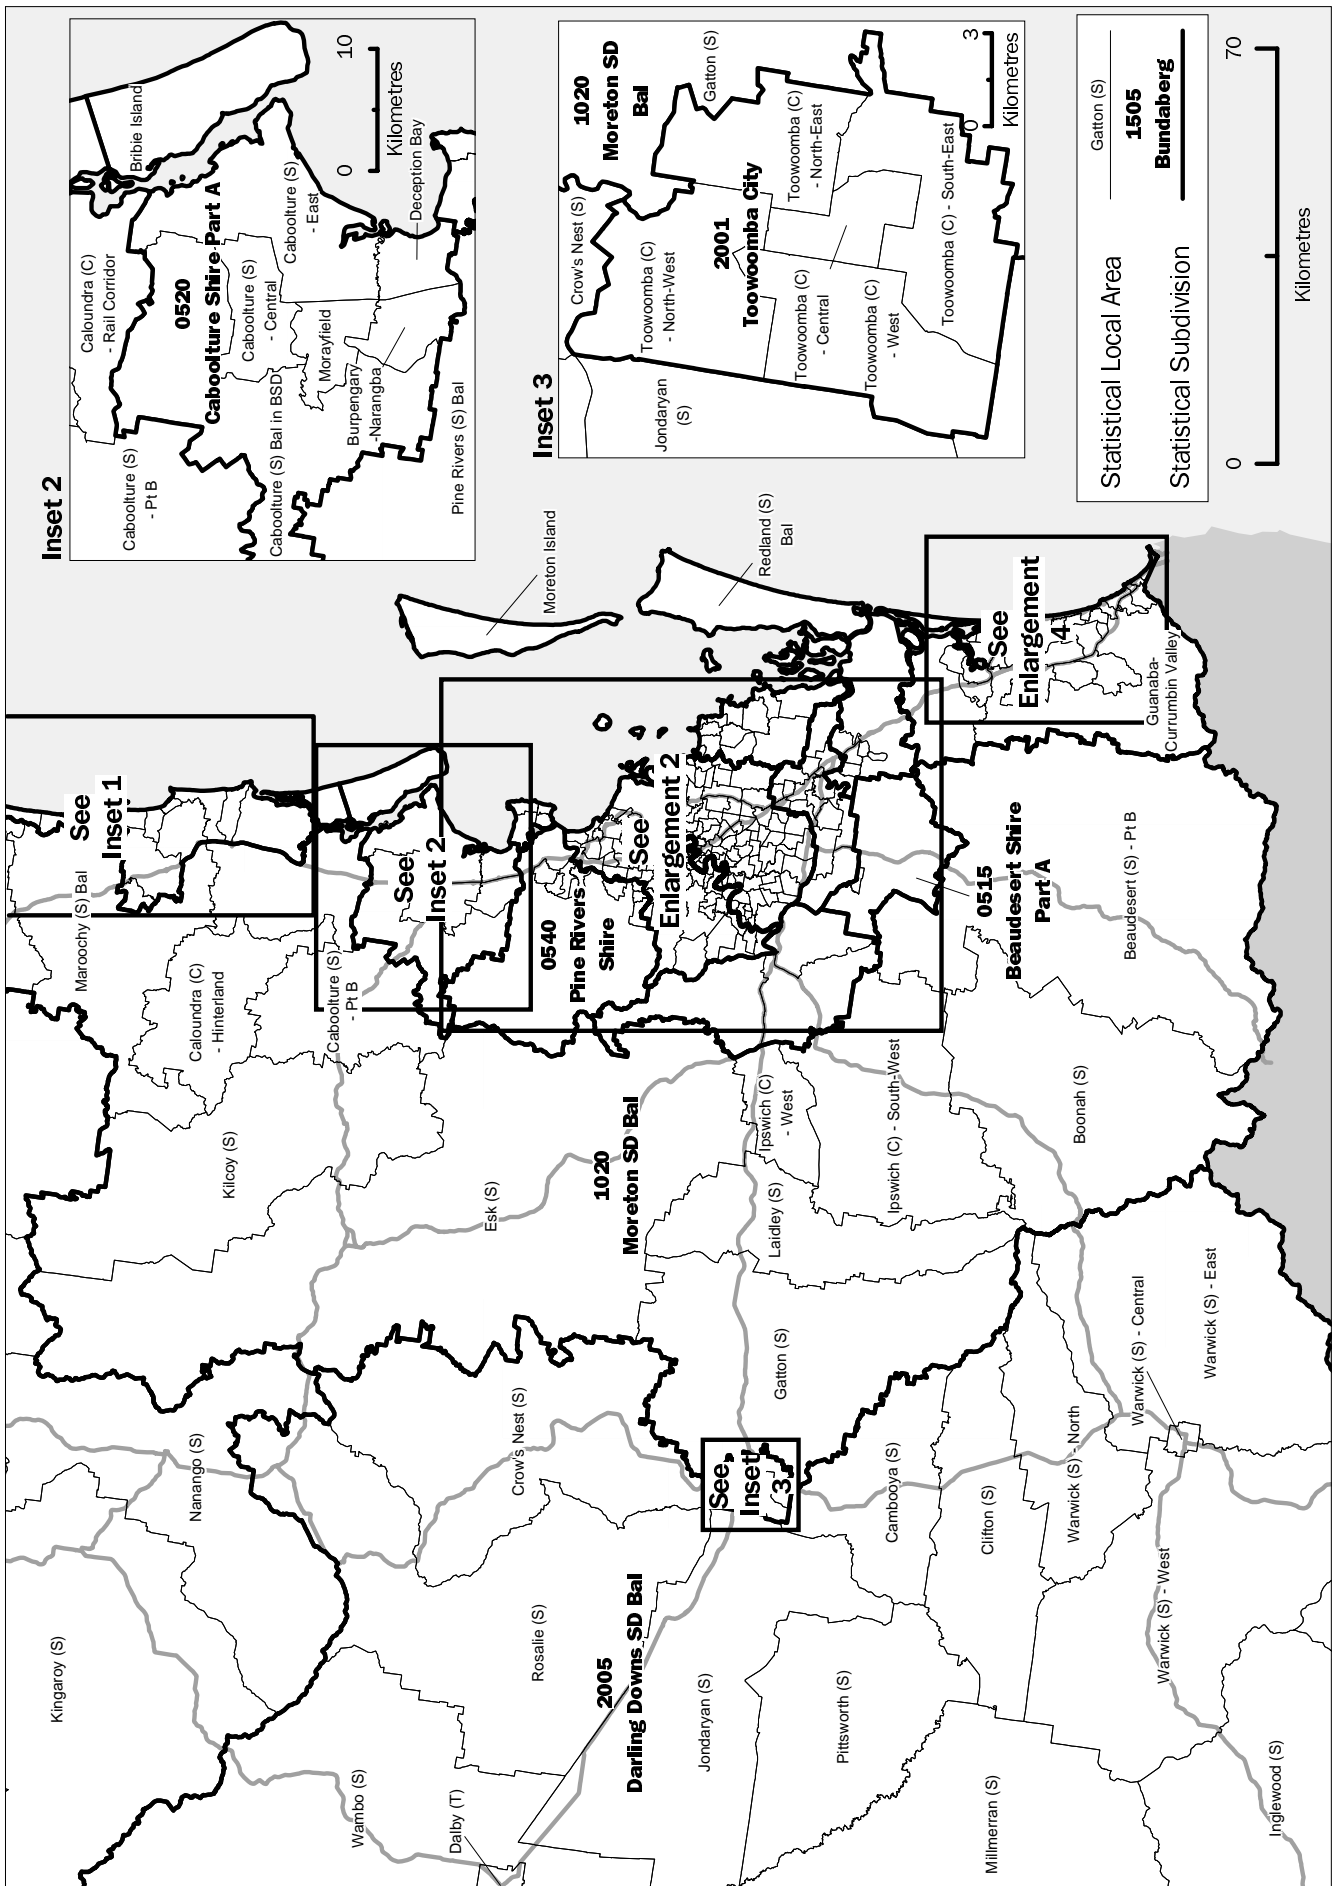 Inset 2
Caboolture (S)
- Pt B
Caloundra (C)
- Rail Corridor
Bribie Island
0520
Caboolture Shire Part A
Caboolture (S)
- Central
Caboolture (S)
- East
Caboolture (S) Bal in BSD
Morayfield
Burpengary
-Narangba
Deception Bay
Pine Rivers (S) Bal
0
10
Kilometres
Inset 3
Jondaryan
(S)
Crow's Nest (S)
Toowoomba (C)
- North-West
1020
Moreton SD
Bal
Gatton (S)
2001
Toowoomba City
Toowoomba (C)
- North-East
Toowoomba (C)
- Central
Toowoomba (C)
- West
Toowoomba (C) - South-East
0
3
Kilometres
Statistical Local Area
Gatton (S)
Statistical Subdivision
1505
Bundaberg
0
70
Kilometres
Kingaroy (S)
Nanango (S)
Kilcoy (S)
Maroochy (S) Bal
See
Inset 1
Caloundra (C)
- Hinterland
Caboolture (S)
- Pt B
See
Inset 2
Wambo (S)
Dalby (T)
Rosalie (S)
Crow's Nest (S)
Esk (S)
0540
Pine Rivers
Shire
Moreton Island
2005
Darling Downs SD Bal
1020
Moreton SD Bal
See
Enlargement 2
Redland (S)
Bal
Jondaryan (S)
See
Inset
3
Gatton (S)
Laidley (S)
Ipswich (C)
- West
Pittsworth (S)
Cambooya (S)
Ipswich (C) - South-West
Millmerran (S)
Clifton (S)
0515
Beaudesert Shire
Part A
See
Enlargement
4
Warwick (S) - North
Boonah (S)
Beaudesert (S) - Pt B
Guanaba-
Currumbin Valley
Warwick (S) - West
Warwick (S) - Central
Warwick (S) - East
Inglewood (S)